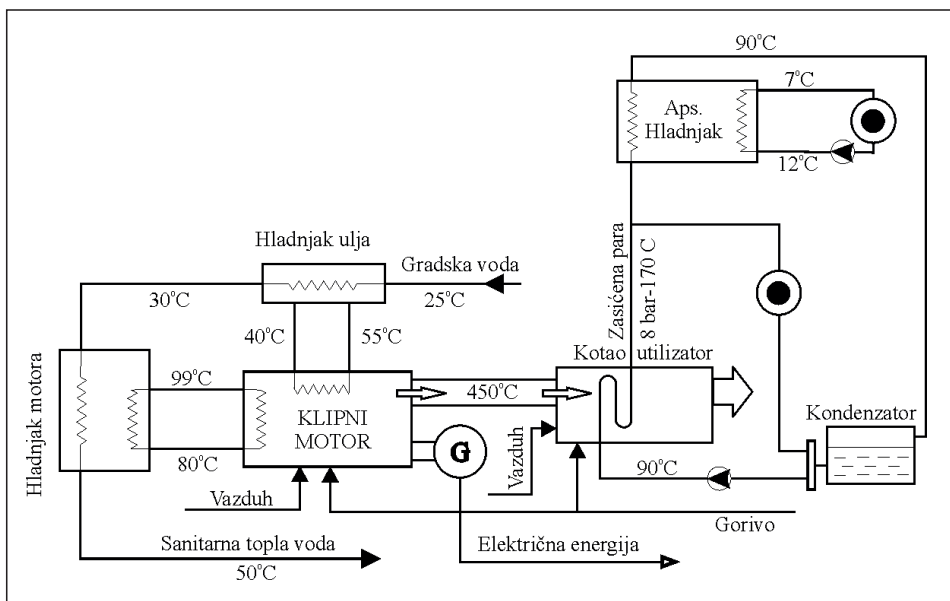 90°C
7°C
Aps.
Hladnjak
12°C
Hladnjak ulja
Gradska voda
30°C
25°C
Zasićena para
8 bar-170 C
40°C
55°C
Kotao utilizator
Hladnjak motora
99°C
450°C
KLIPNI
MOTOR
Kondenzator
G
80°C
Vazduh
90°C
Vazduh
Gorivo
Sanitarna topla voda
50°C
Električna energija